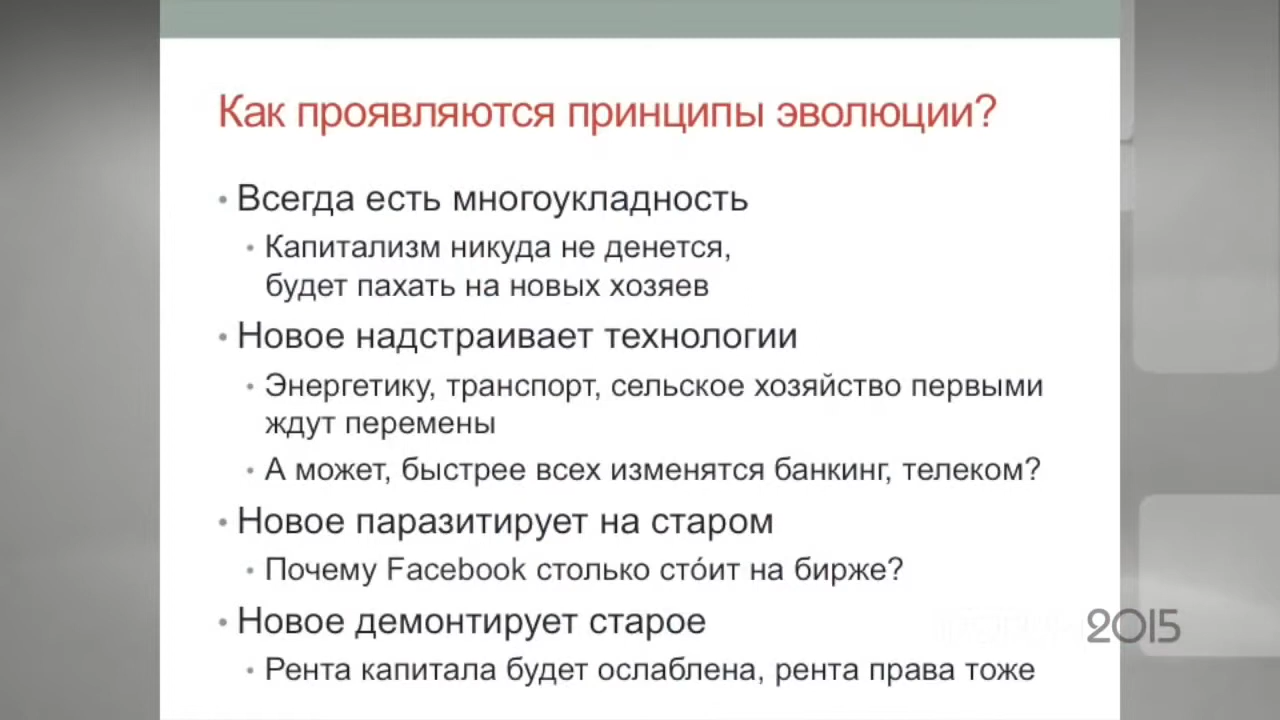 Как проявляются принципы эволюции?
• Всегда есть многоукладность
• Капитализм никуда не денется,
будет пахать на новых хозяев
• Новое надстраивает технологии
• Энергетику, транспорт, сельское хозяйство первыми
ждут перемены
• А может, быстрее всех изменятся банкинг, телеком?
• Новое паразитирует на старом
• Почему Facebook столько сто́ит на бирже?
• Новое демонтирует старое
2015
• Рента капитала будет ослаблена, рента права тоже